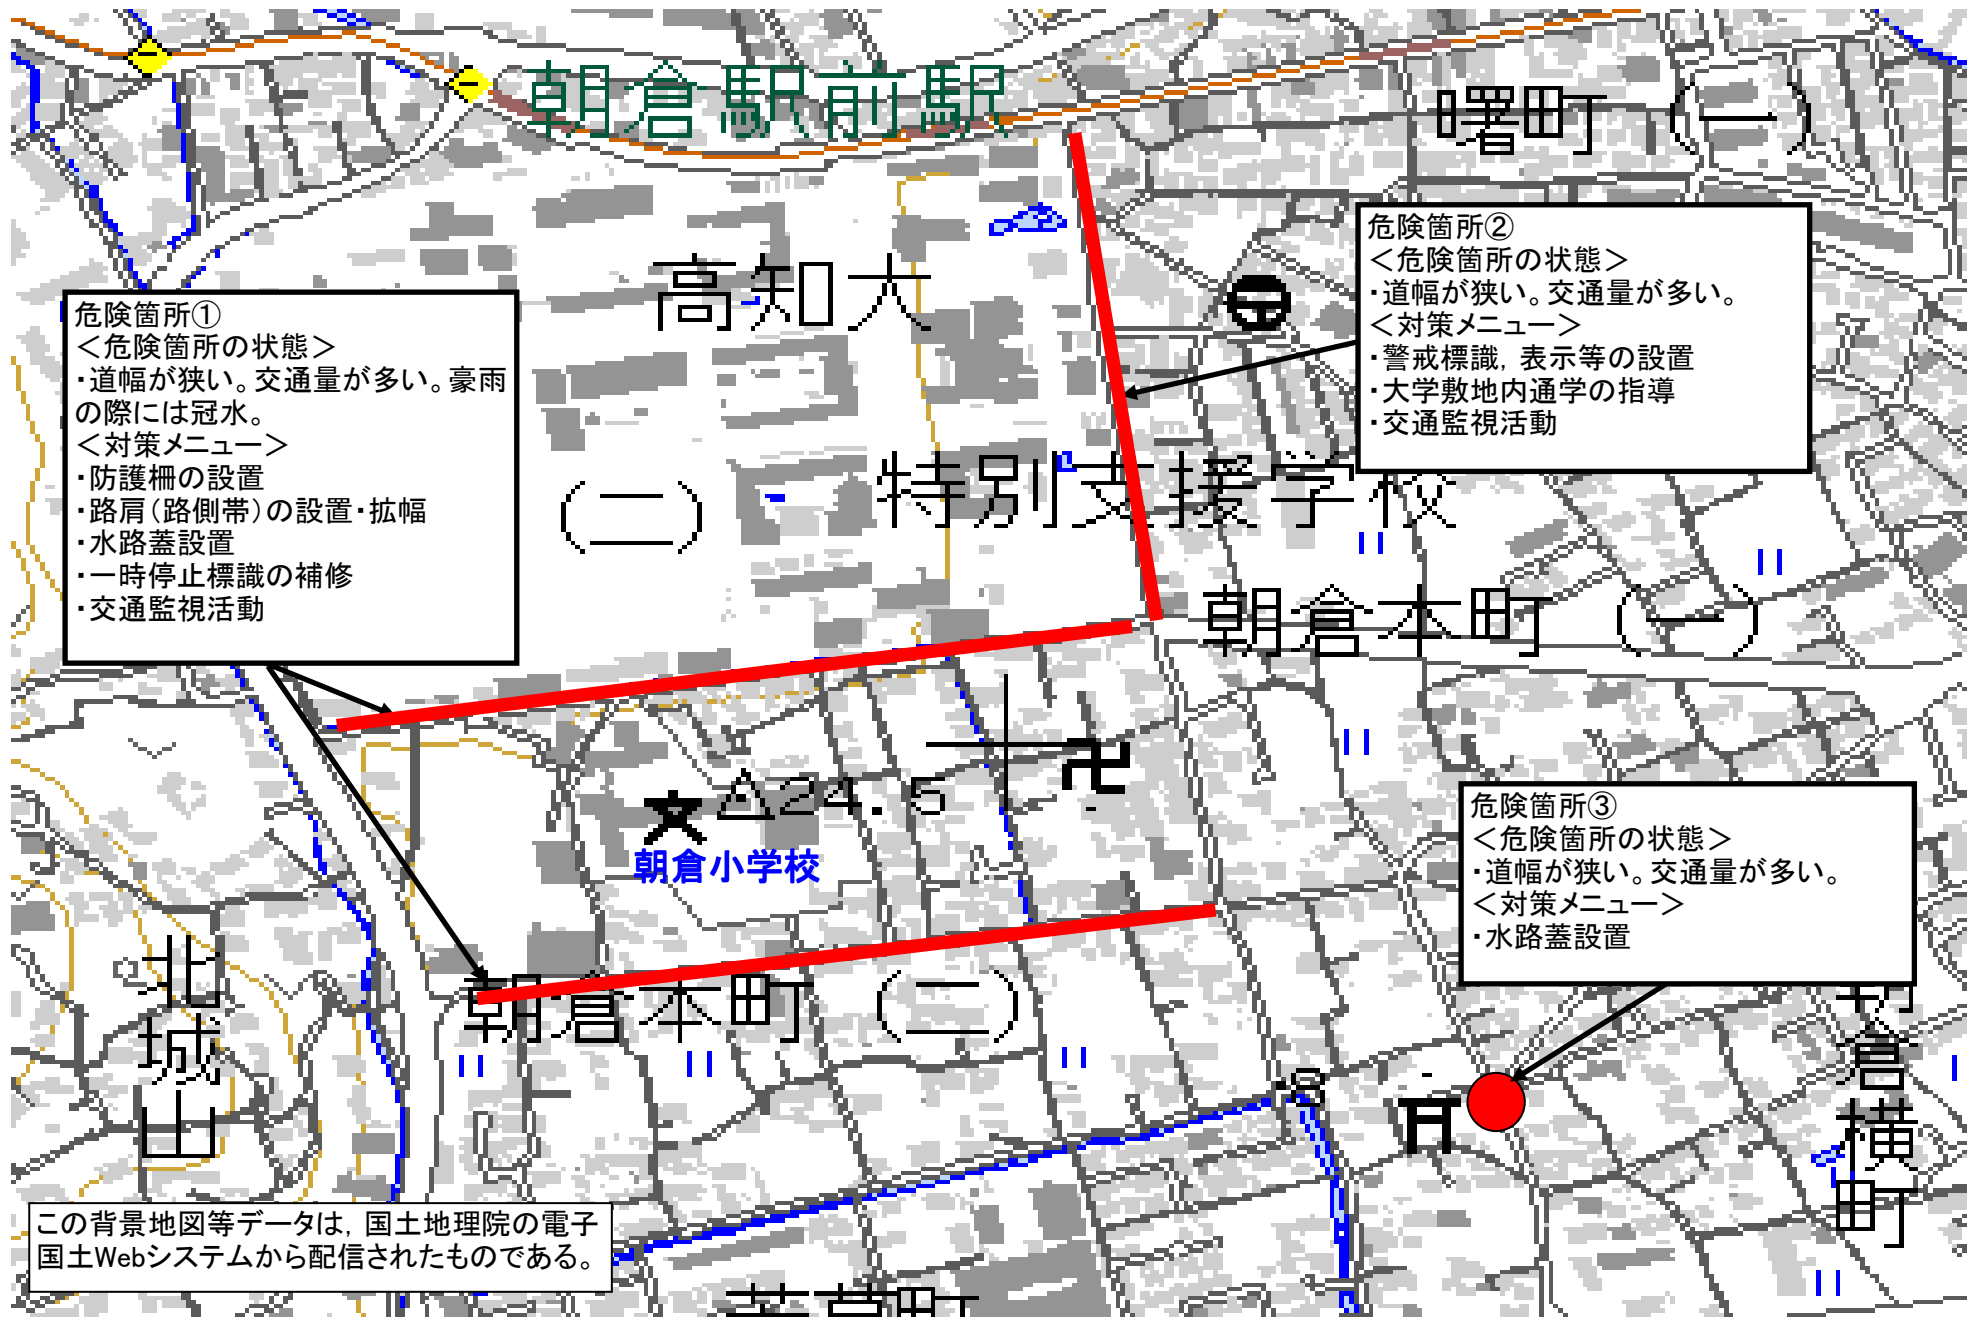 朝倉駅前駅
曙町(一)
高知大
危険箇所②
＜危険箇所の状態＞
・道幅が狭い。交通量が多い。
＜対策メニュー＞
・警戒標識，表示等の設置
・大学敷地内通学の指導
・交通監視活動
危険箇所①
＜危険箇所の状態＞
・道幅が狭い。交通量が多い。豪雨
の際には冠水。
＜対策メニュー＞
・防護柵の設置
・路肩（路側帯）の設置・拡幅
・水路蓋設置
・一時停止標識の補修
・交通監視活動
(二)
特別支援学校
朝倉本町(一)
24.5
朝倉小学校
危険箇所③
＜危険箇所の状態＞
・道幅が狭い。交通量が多い。
＜対策メニュー＞
・水路蓋設置
朝倉本町(二)
北城山
倉横町
この背景地図等データは，国土地理院の電子
国土Webシステムから配信されたものである。